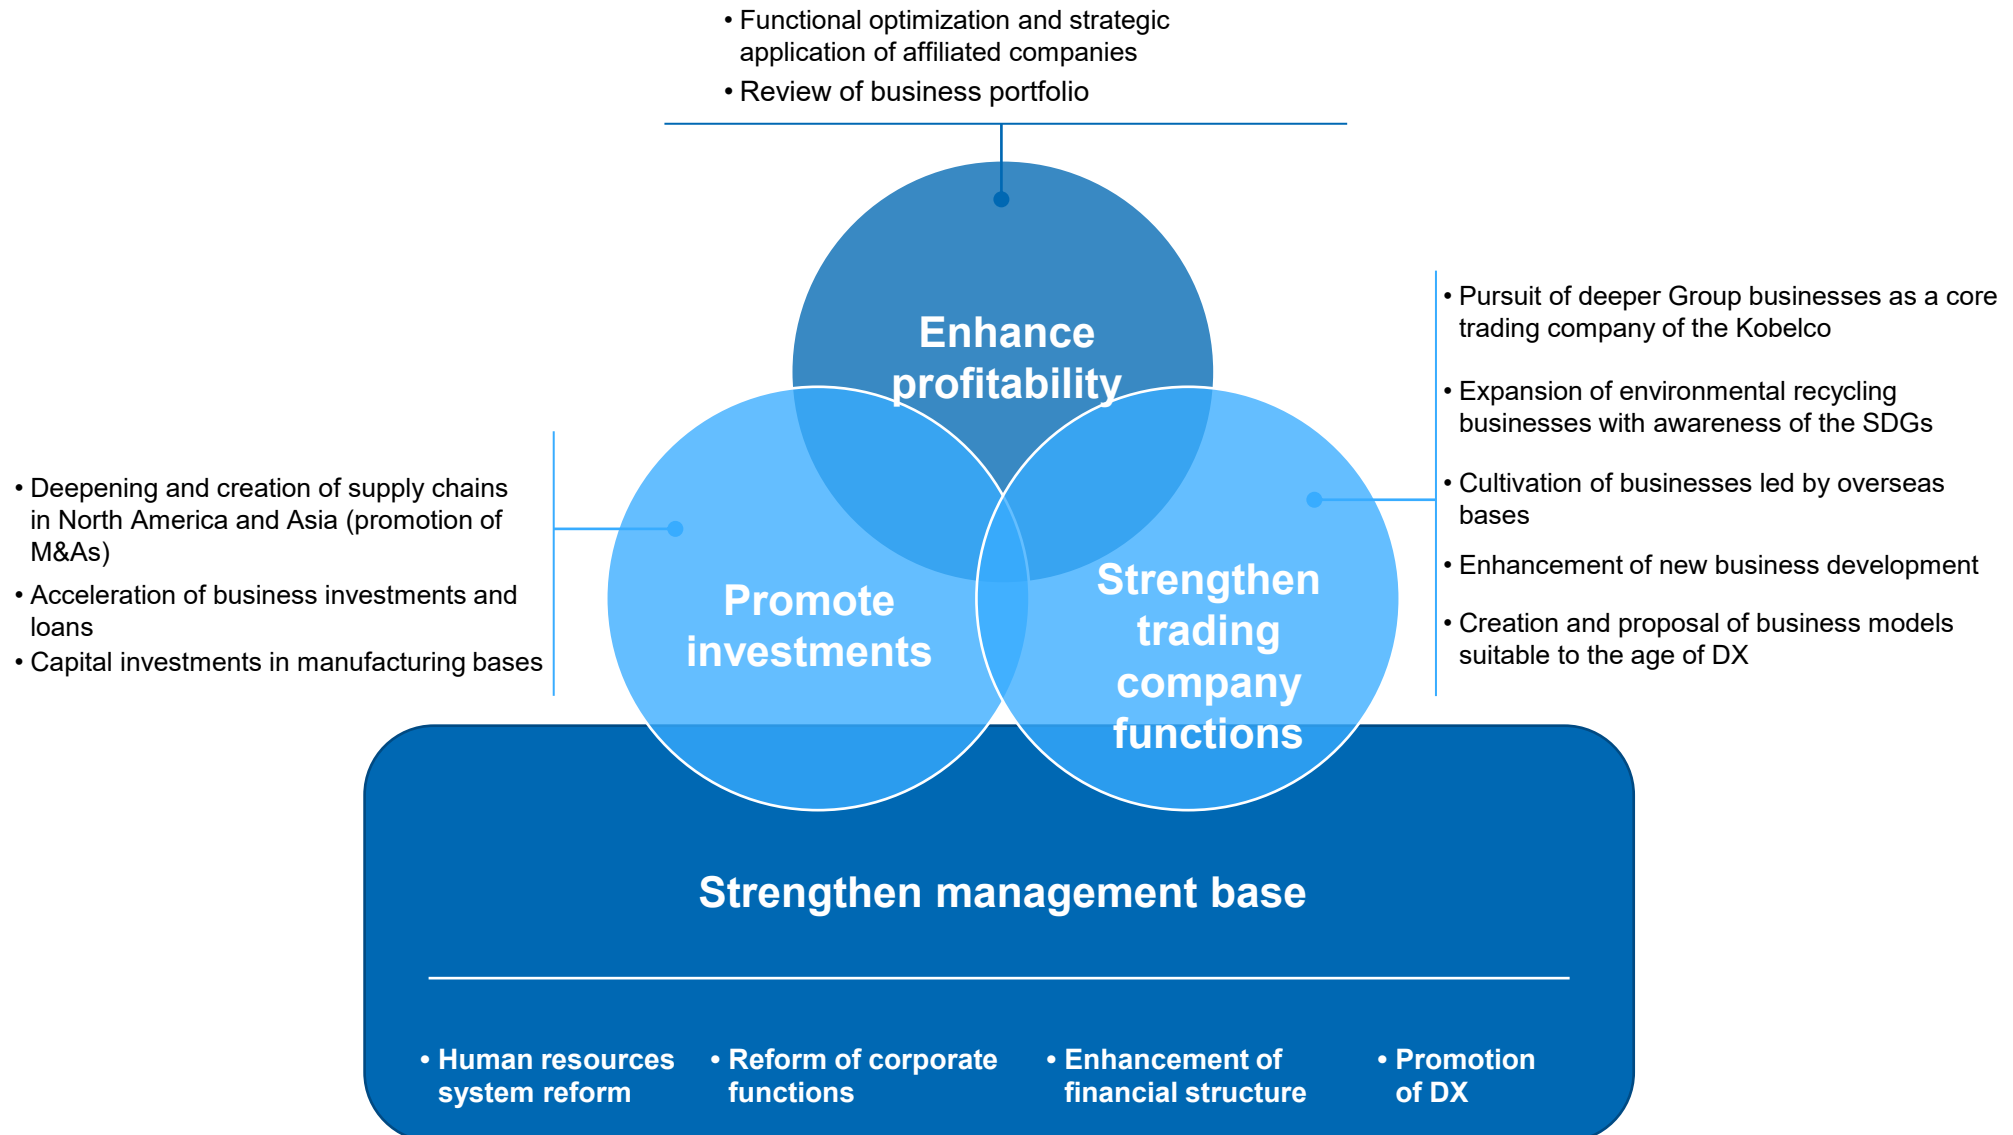 • Functional optimization and strategic
application of affiliated companies
• Review of business portfolio
Enhance
profitability
• Pursuit of deeper Group businesses as a core
trading company of the Kobelco
• Expansion of environmental recycling
businesses with awareness of the SDGs
• Cultivation of businesses led by overseas
bases
• Enhancement of new business development
• Creation and proposal of business models
suitable to the age of DX
• Deepening and creation of supply chains
in North America and Asia (promotion of
M&As)
• Acceleration of business investments and
loans
• Capital investments in manufacturing bases
Promote
investments
Strengthen
trading
company
functions
Strengthen management base
• Human resources
system reform
• Reform of corporate
functions
• Enhancement of
financial structure
• Promotion
of DX